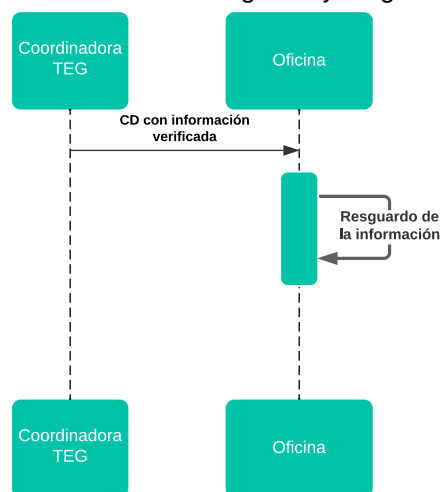 Coordinadora
TEG
Oficina
CD con información
verificada
Resguardo de
la información
Coordinadora
TEG
Oficina